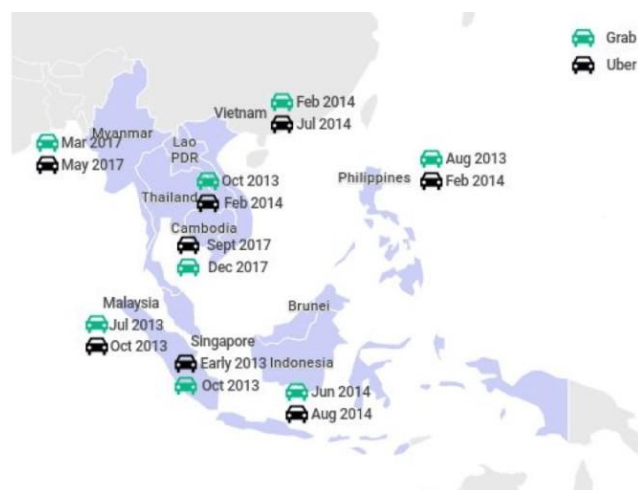 Grab
Uber
Vietnam
Feb 2014
Jul 2014
Myanmar
Mar 2017
May 2017
Lao
PDR
Aug 2013
Philippines
Feb 2014
Oct 2013
Thailand
Feb 2014
Cambodia
Sept 2017
Dec 2017
Malaysia
Jul 2013
Oct 2013
Brunei
Singapore
Early 2013
Oct 2013
Indonesia
Jun 2014
Aug 2014